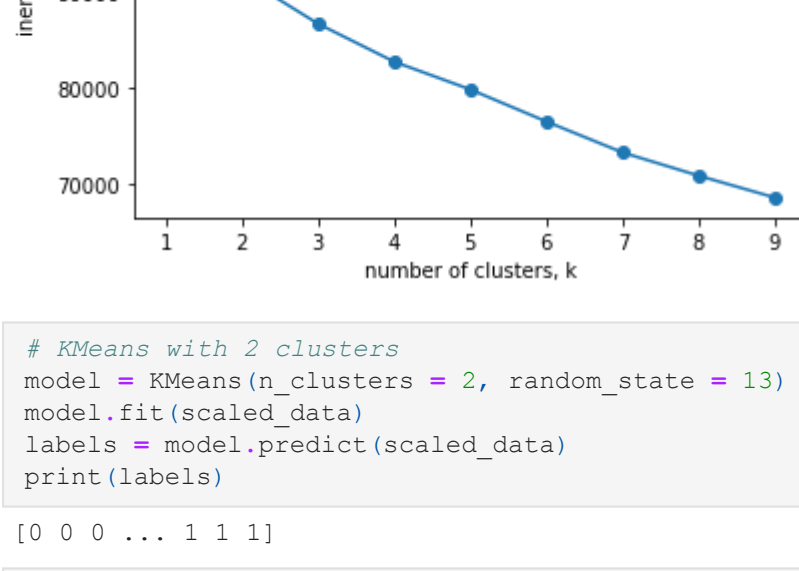 iner
80000
70000
1 2 3 4 5 6 7 8 9
number of clusters, k
# KMeans with 2 clusters
model = KMeans(n_clusters = 2, random_state = 13)
model.fit(scaled_data)
labels = model.predict(scaled_data)
print(labels)
[0 0 0 ... 1 1 1]